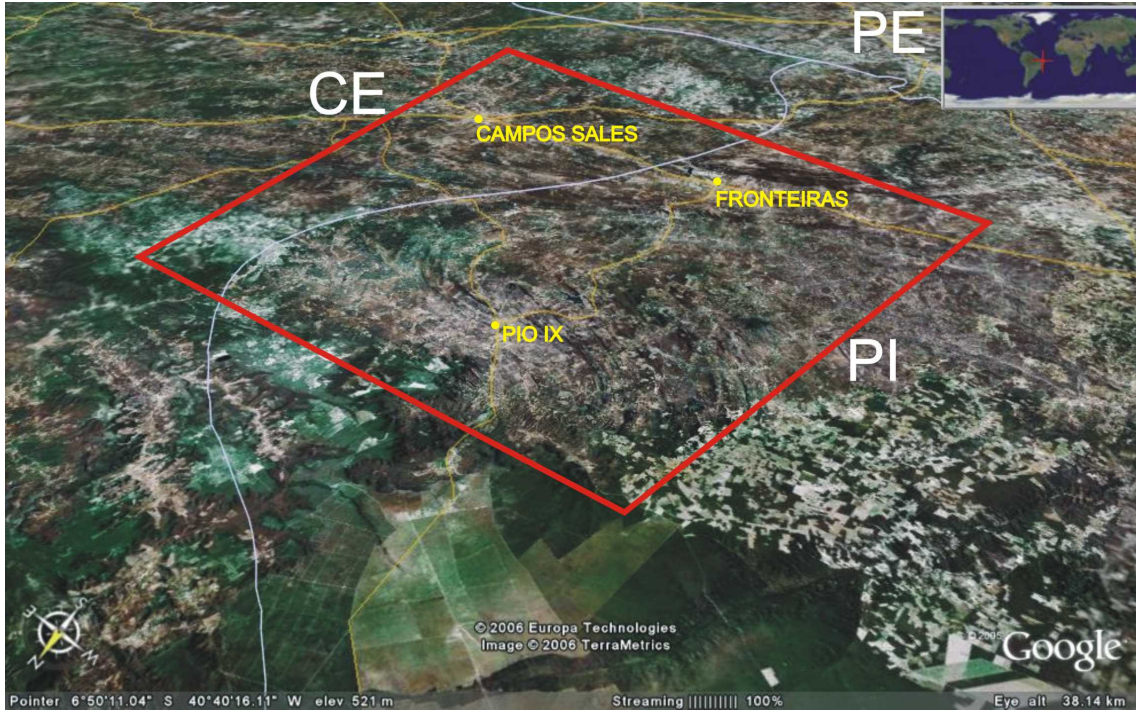 PE
CE
CAMPOS SALES
FRONTEIRAS
PIO IX
PI
S
E
W
N
© 2006 Europa Technologies
Image © 2006 TerraMetrics
© 2006
Google
Pointer 6°50'11.04" S 40°40'16.11" W elev 521 m Streaming |||||||||| 100% Eye alt 38.14 km